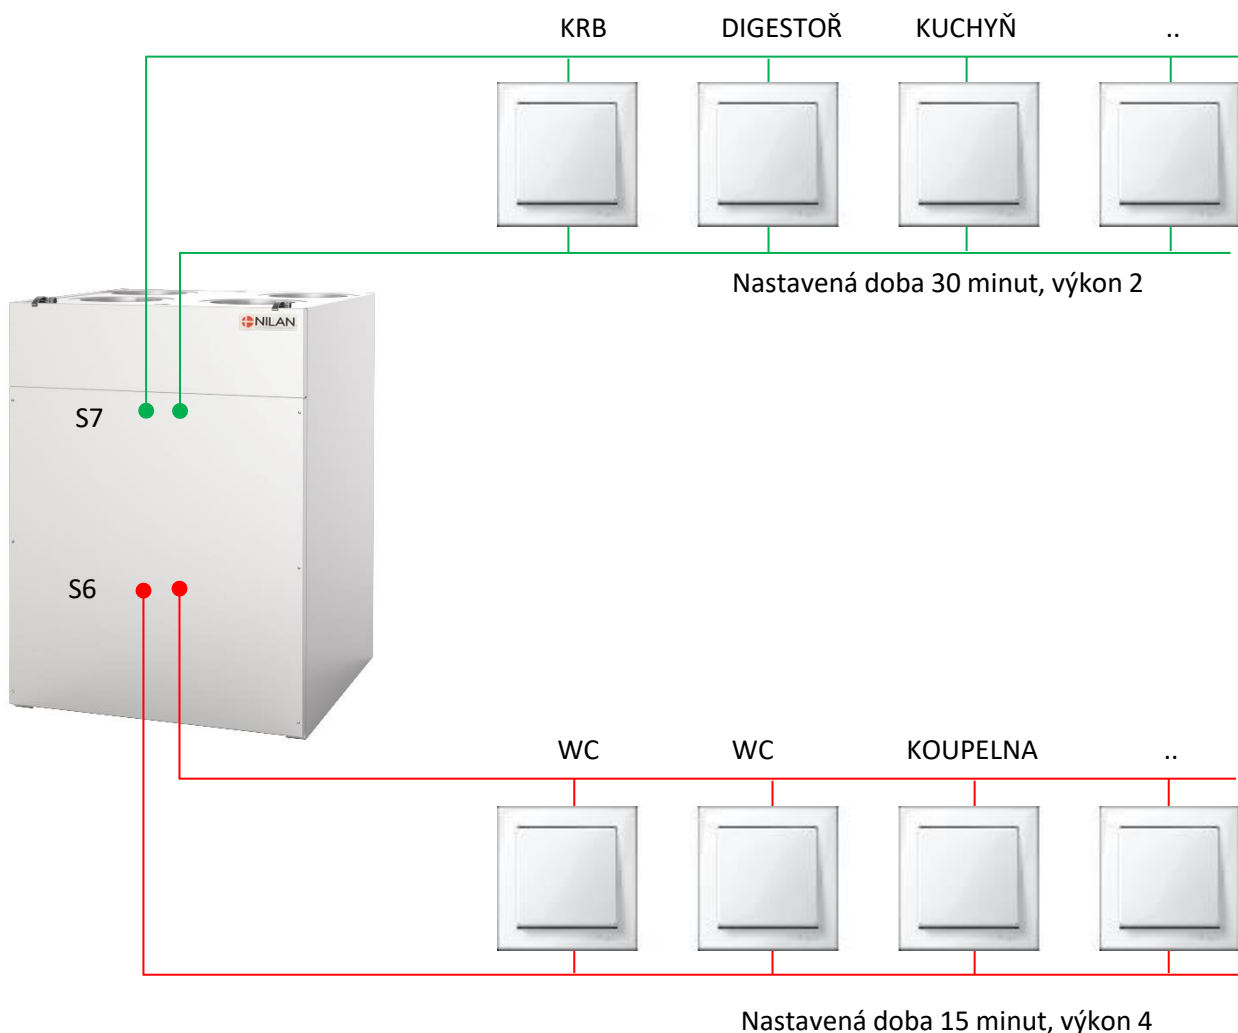 KRB DIGESTOŘ KUCHYŇ ..
Nastavená doba 30 minut, výkon 2
NILAN
S7
S6
WC WC KOUPELNA ..
Nastavená doba 15 minut, výkon 4